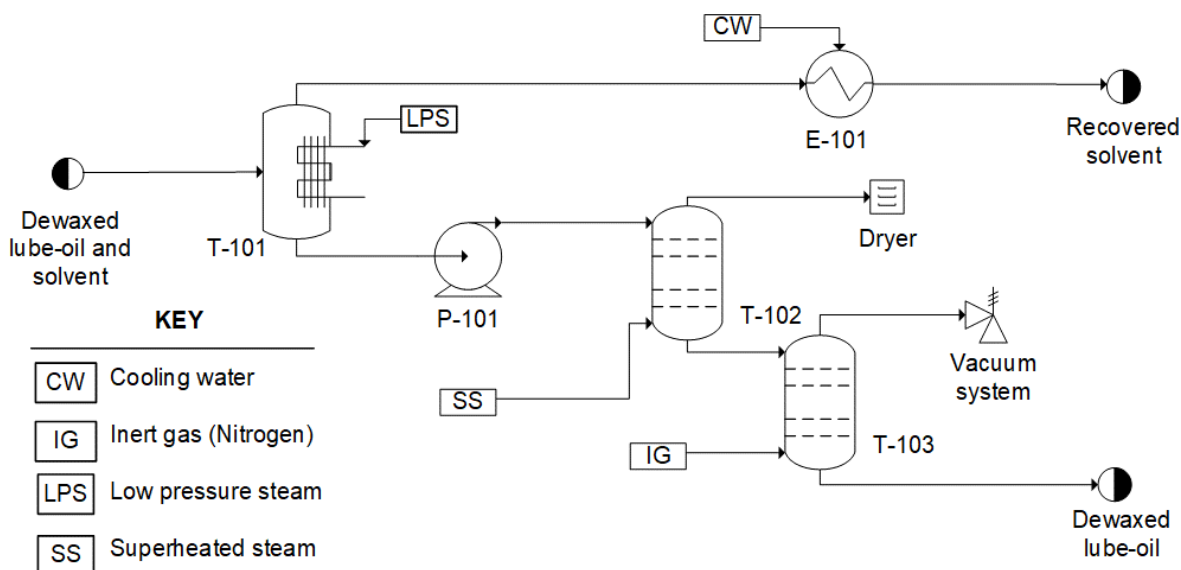 CW
LPS
E-101
Recovered
solvent
Dewaxed
lube-oil and
solvent
T-101
Dryer
P-101
T-102
KEY
Vacuum
system
CW Cooling water
SS
IG
T-103
IG Inert gas (Nitrogen)
LPS Low pressure steam
Dewaxed
lube-oil
SS Superheated steam